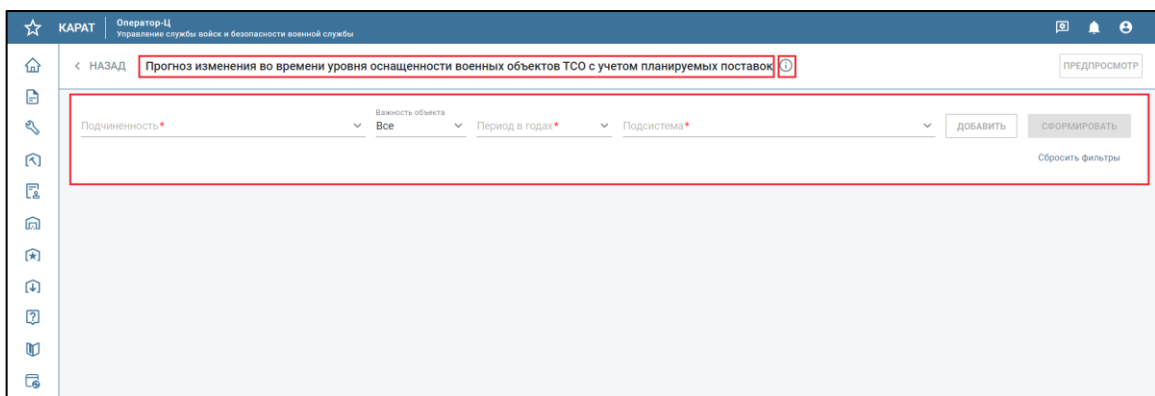 КАРАТ
Оператор-Ц
Управление службы войск и безопасности военной службы
< НАЗАД Прогноз изменения во времени уровня оснащенности военных объектов ТСО с учетом планируемых поставок ПРЕДПРОСМОТР
Важность объекта
Подчиненность* Все Период в годах* Подсистема* ДОБАВИТЬ СФОРМИРОВАТЬ
Сбросить фильтры